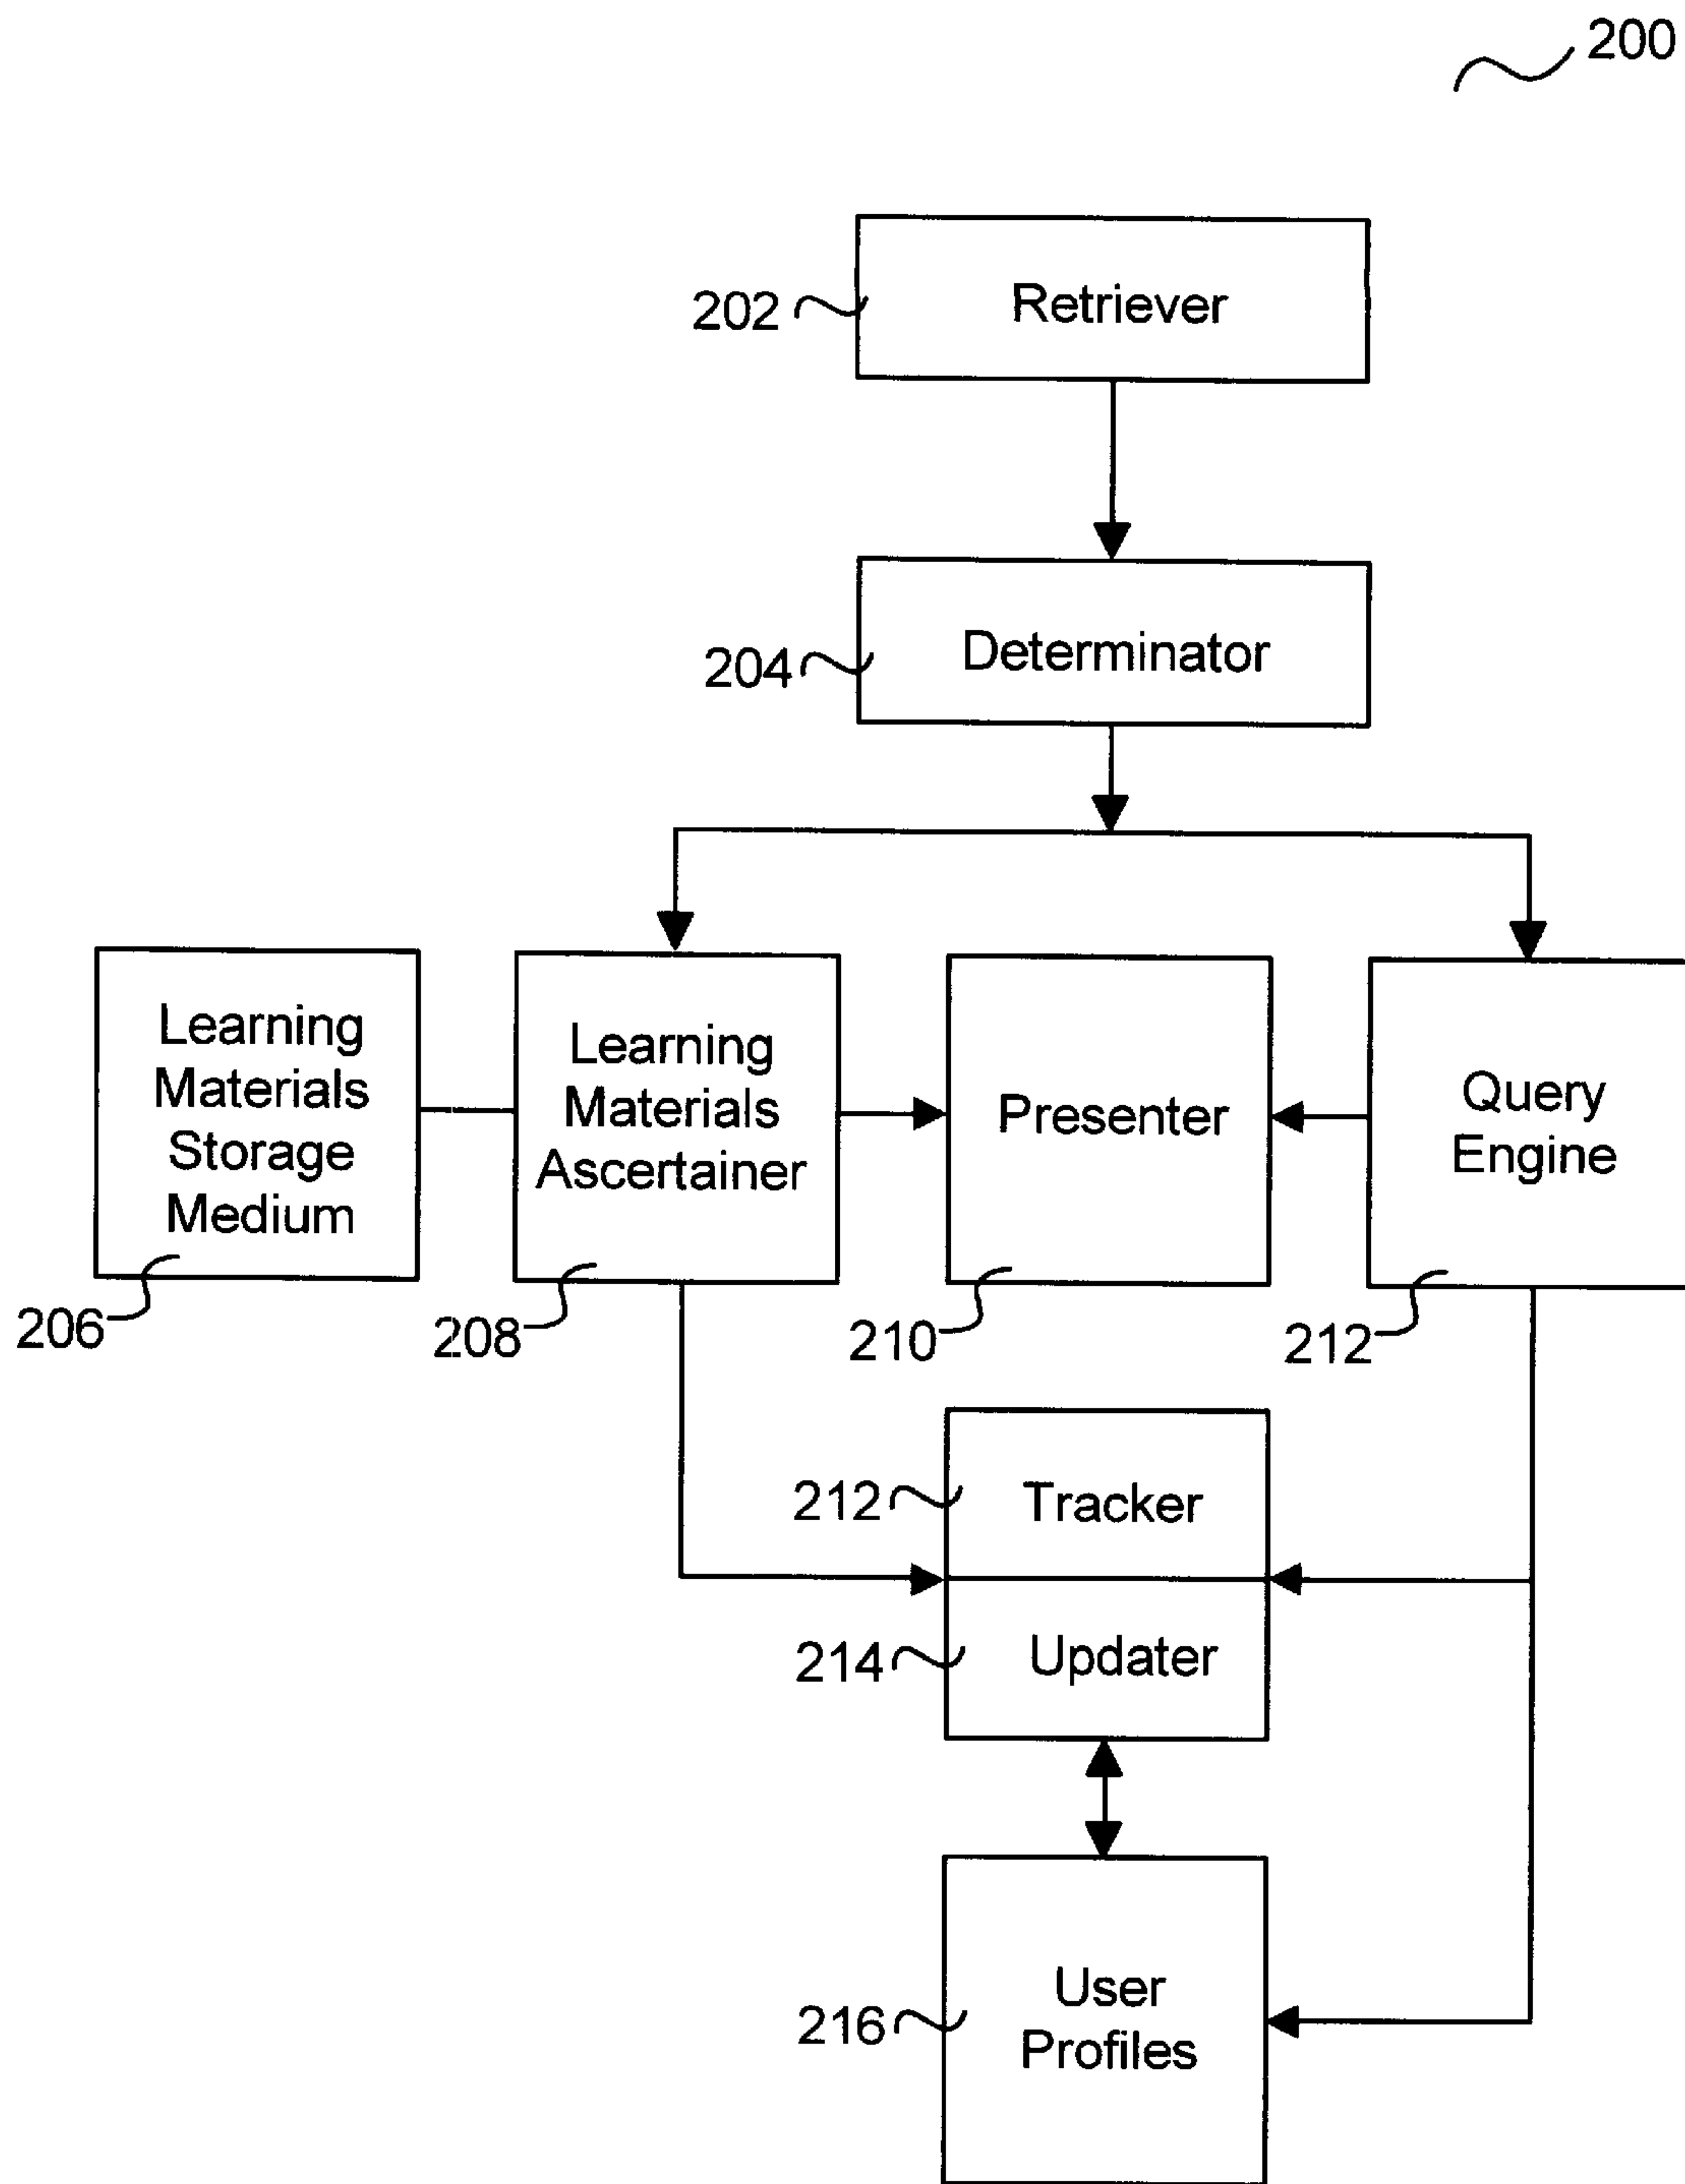 200
202
Retriever
204
Determinator
Learning
Materials
Storage
Medium
206
Learning
Materials
Ascertainer
208
Presenter
210
Query
Engine
212
212
Tracker
214
Updater
216
User
Profiles